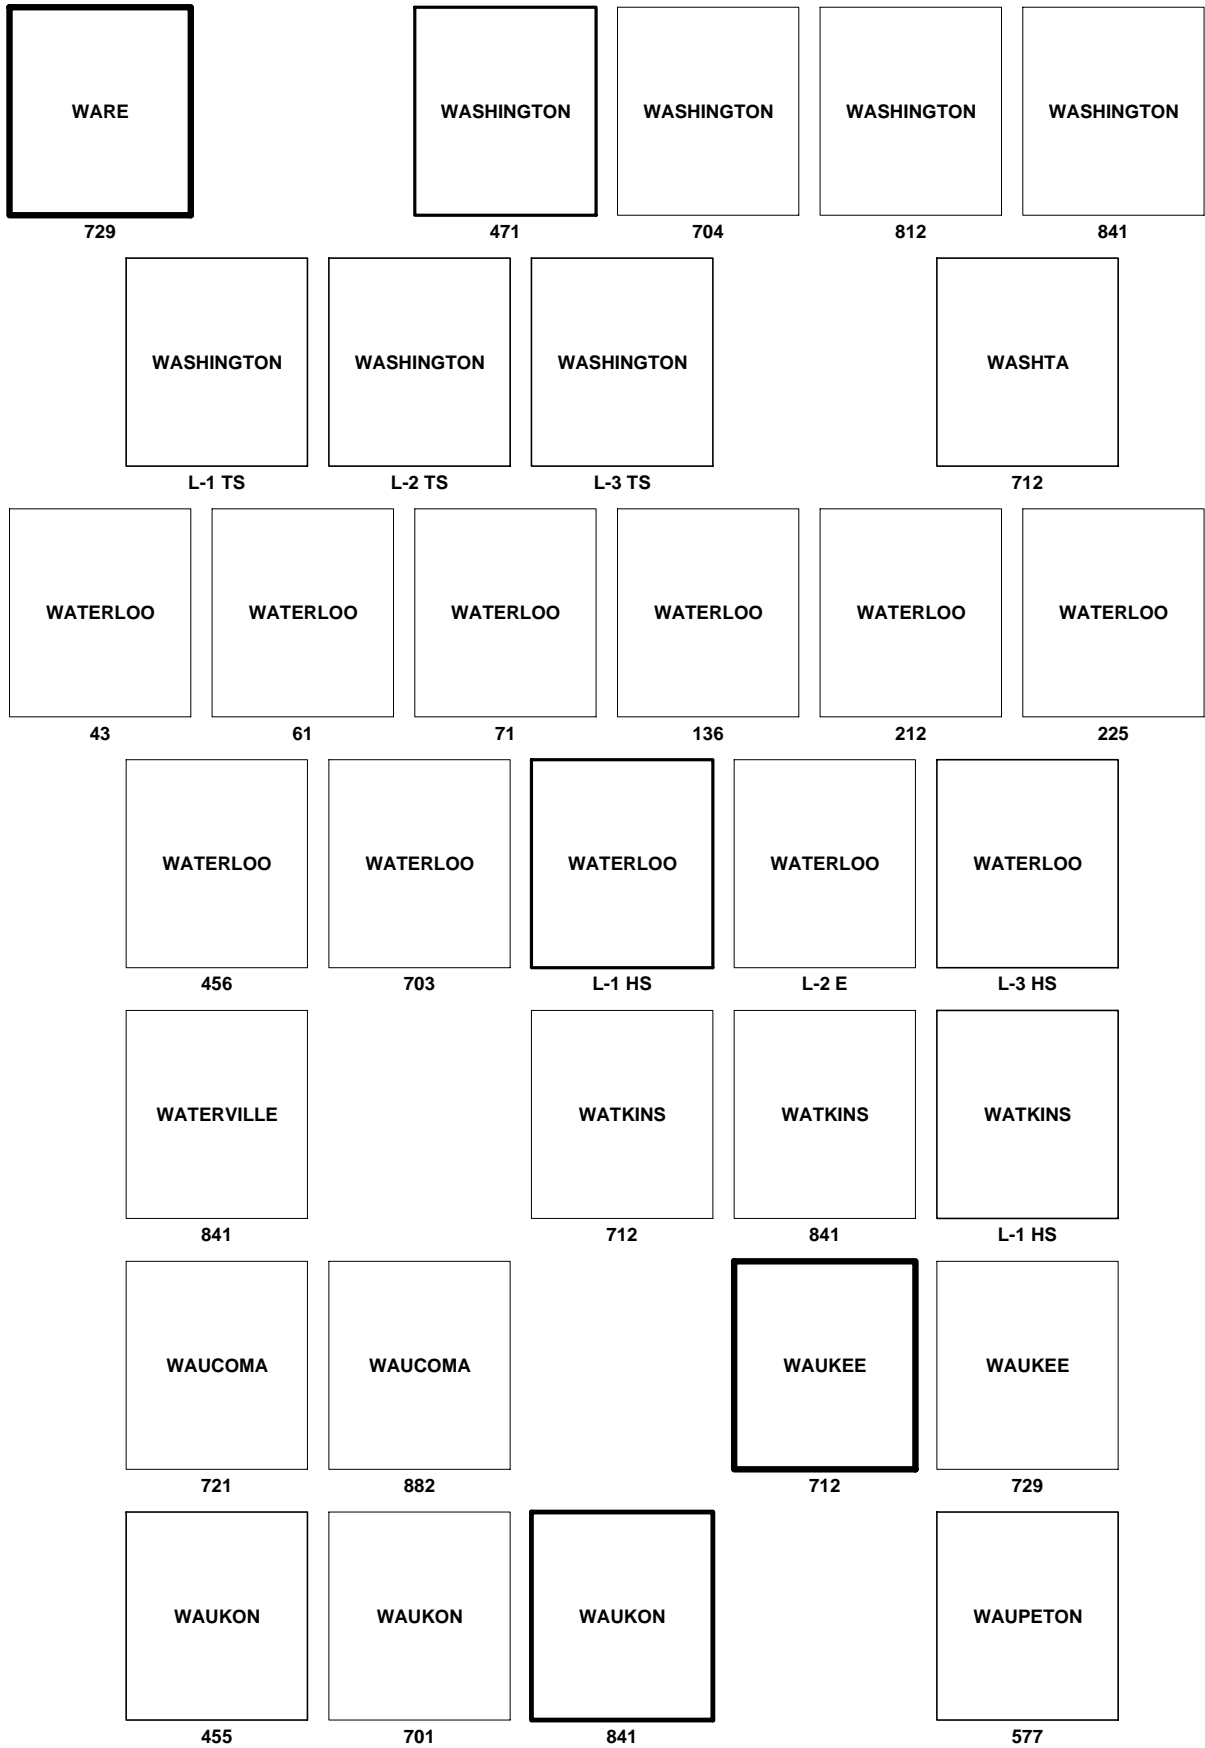 WARE WASHINGTON WASHINGTON WASHINGTON WASHINGTON
729 471 704 812 841
WASHINGTON WASHINGTON WASHINGTON WASHTA
L-1 TS L-2 TS L-3 TS 712
WATERLOO WATERLOO WATERLOO WATERLOO WATERLOO WATERLOO
43 61 71 136 212 225
WATERLOO WATERLOO WATERLOO WATERLOO WATERLOO
456 703 L-1 HS L-2 E L-3 HS
WATERVILLE WATKINS WATKINS WATKINS
841 712 841 L-1 HS
WAUCOMA WAUCOMA WAUKEE WAUKEE
721 882 712 729
WAUKON WAUKON WAUKON WAUPETON
455 701 841 577